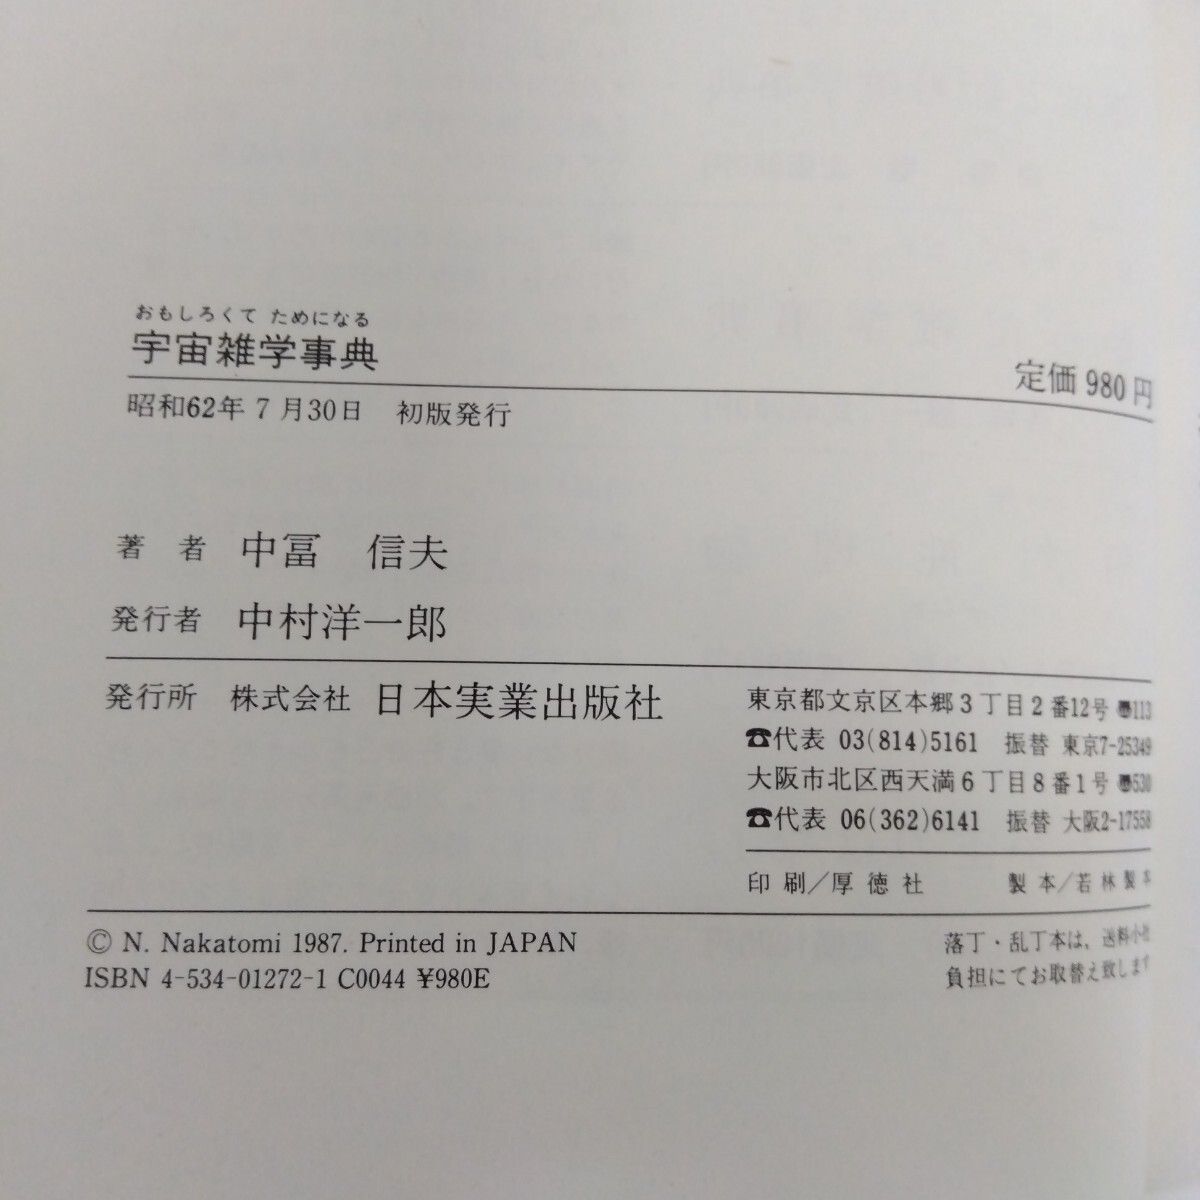 おもしろくて ためになる
宇宙雑学事典
定価 980円
昭和62年7月30日 初版発行
著者 中冨 信夫
発行者 中村洋一郎
発行所 株式会社 日本実業出版社
東京都文京区本郷3丁目2番12号 〠113
☎代表 03(814)5161 振替 東京7-25349
大阪市北区西天満6丁目8番1号 〠530
☎代表 06(362)6141 振替 大阪2-17558
印刷/厚徳社 製本/若林製本
© N. Nakatomi 1987. Printed in JAPAN
ISBN 4-534-01272-1 C0044 ¥980E
落丁・乱丁本は、送料小社
負担にてお取替え致します